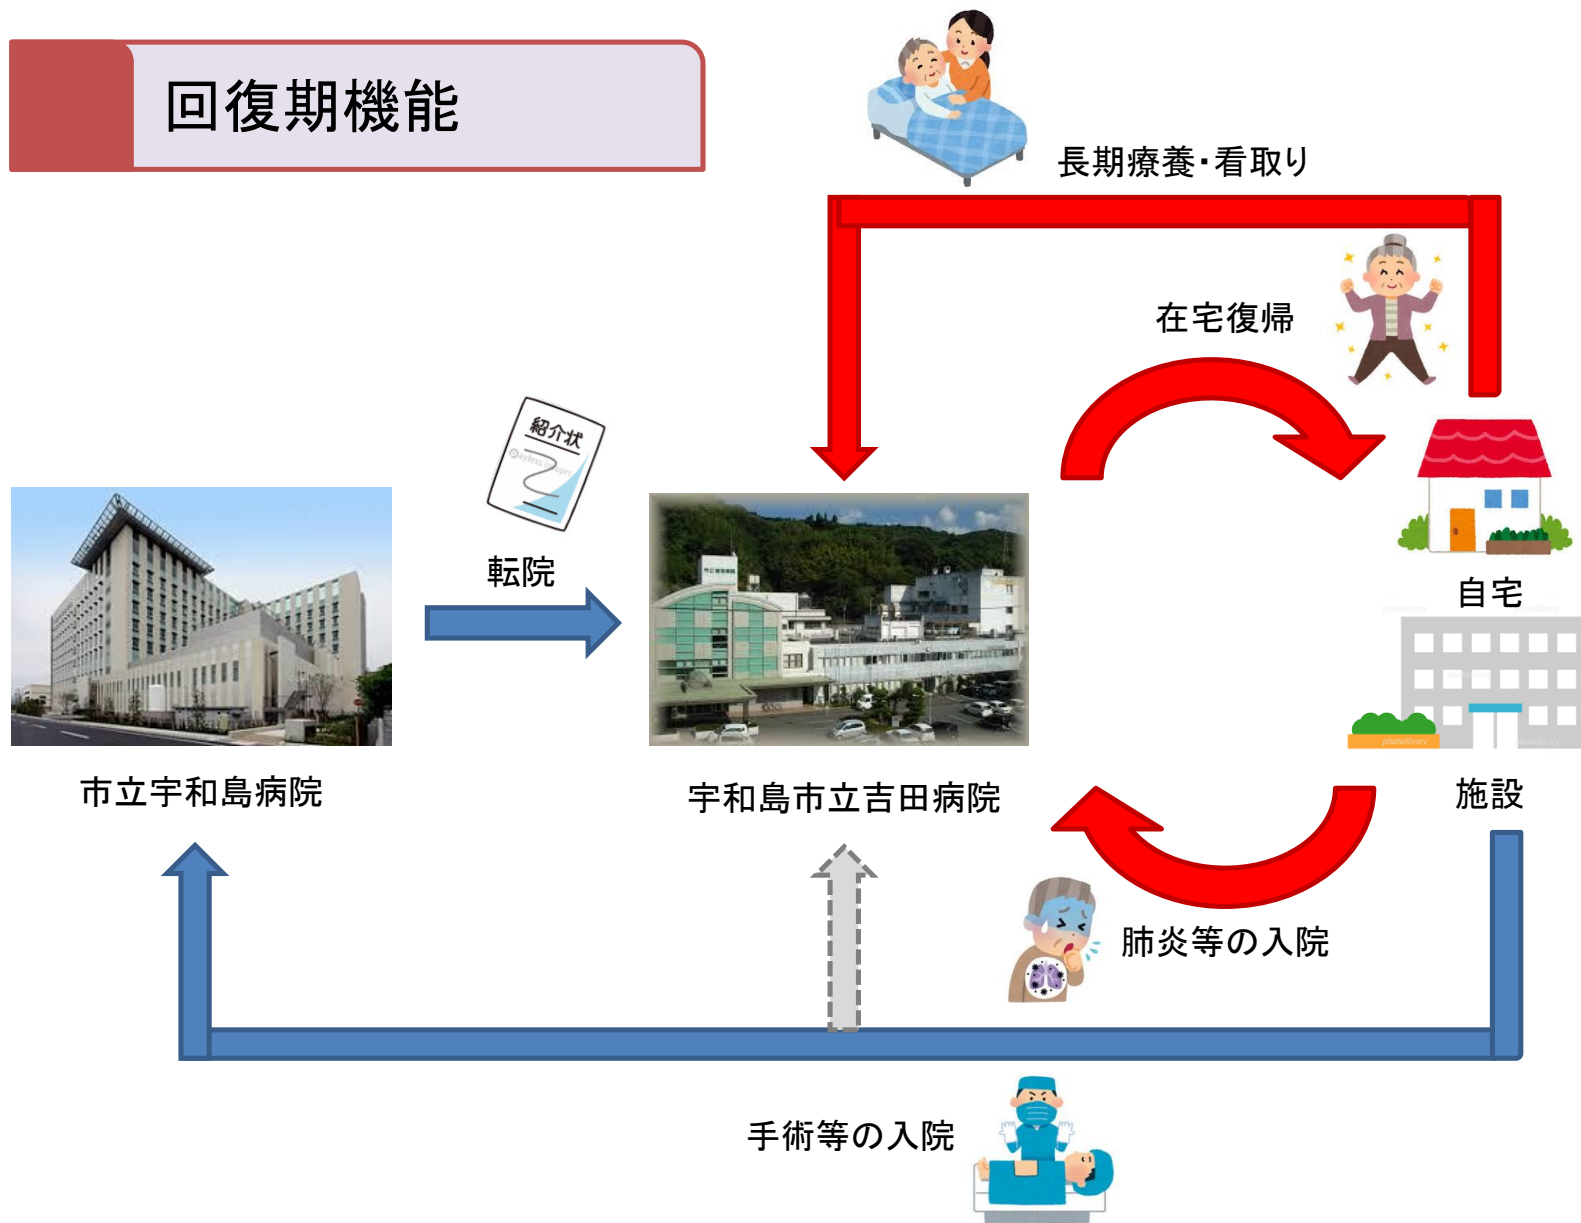 回復期機能
長期療養・看取り
在宅復帰
紹介状
転院
自宅
市立宇和島病院
宇和島市立吉田病院
施設
肺炎等の入院
手術等の入院